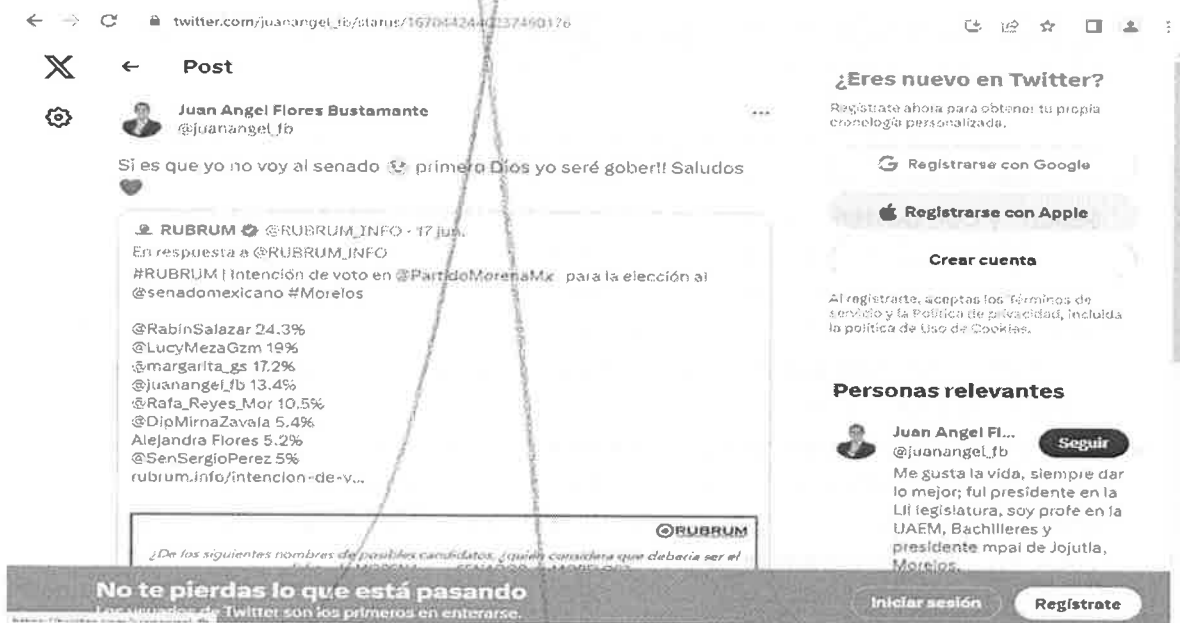 twitter.com/juanangel_fb/status/1670442440237490176
Post
Juan Angel Flores Bustamante
@juanangel_fb
Si es que yo no voy al senado primero Dios yo seré gober!! Saludos
RUBRUM @RUBRUM_INFO · 17 jun.
En respuesta a @RUBRUM_INFO
#RUBRUM | Intención de voto en @PartidoMorenaMx para la elección al
@senadomexicano #Morelos
@RabinSalazar 24.3%
@LucyMezaGzm 19%
@margarita_gs 17.2%
@juanangel_fb 13.4%
@Rafa_Reyes_Mor 10.5%
@DipMirnaZavala 5.4%
Alejandra Flores 5.2%
@SenSergioPerez 5%
rubrum.info/intencion-de-v...
RUBRUM
¿De los siguientes nombres de posibles candidatos, ¿quién considera que debería ser el
¿Eres nuevo en Twitter?
Regístrate ahora para obtener tu propia
cronología personalizada.
Registrarse con Google
Registrarse con Apple
Crear cuenta
Al registrarte, aceptas los Términos de
servicio y la Política de privacidad, incluida
la política de Uso de Cookies.
Personas relevantes
Juan Angel Fl...
@juanangel_fb
Seguir
Me gusta la vida, siempre dar
lo mejor; fui presidente en la
LII legislatura, soy profe en la
UAEM, Bachilleres y
presidente mpal de Jojutla,
Morelos.
No te pierdas lo que está pasando
Los usuarios de Twitter son los primeros en enterarse.
Iniciar sesión
Regístrate